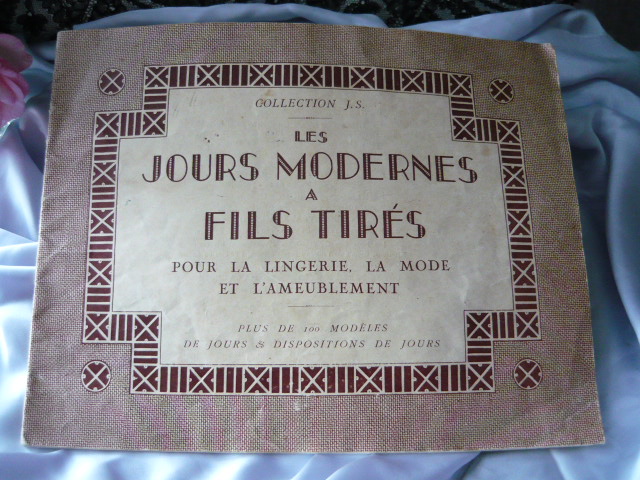 COLLECTION J.S.
LES
JOURS MODERNES
A
FILS TIRÉS
POUR LA LINGERIE, LA MODE
ET L'AMEUBLEMENT
PLUS DE 100 MODÈLES
DE JOURS & DISPOSITIONS DE JOURS